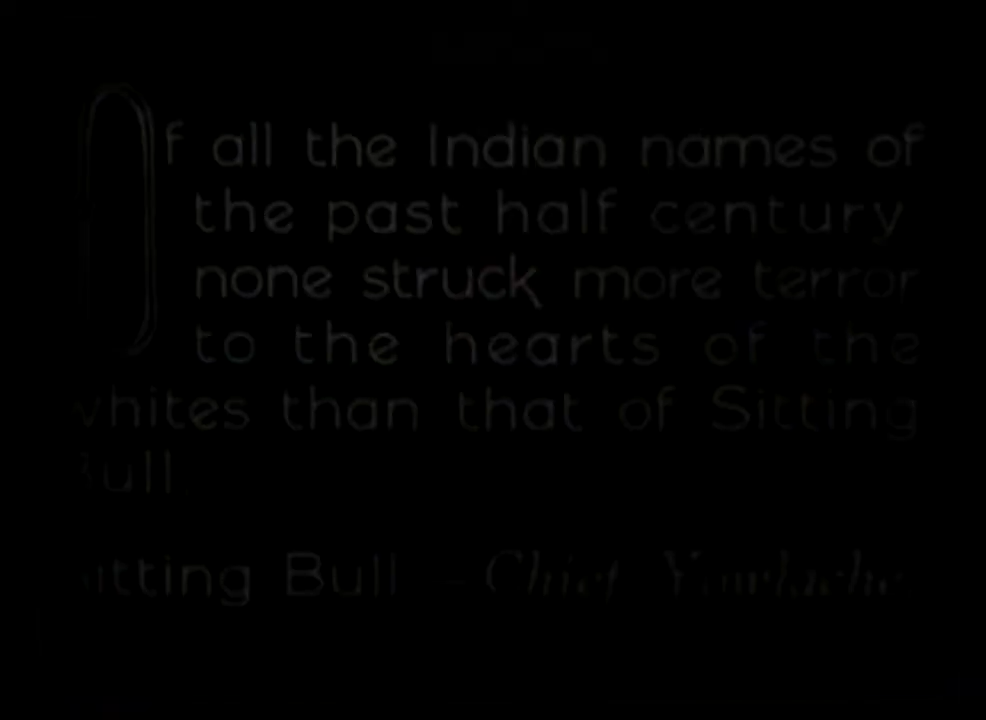 Of all the Indian names of
the past half century
none struck more terror
to the hearts of the
whites than that of Sitting
Bull.
Sitting Bull – Chief Yowlache